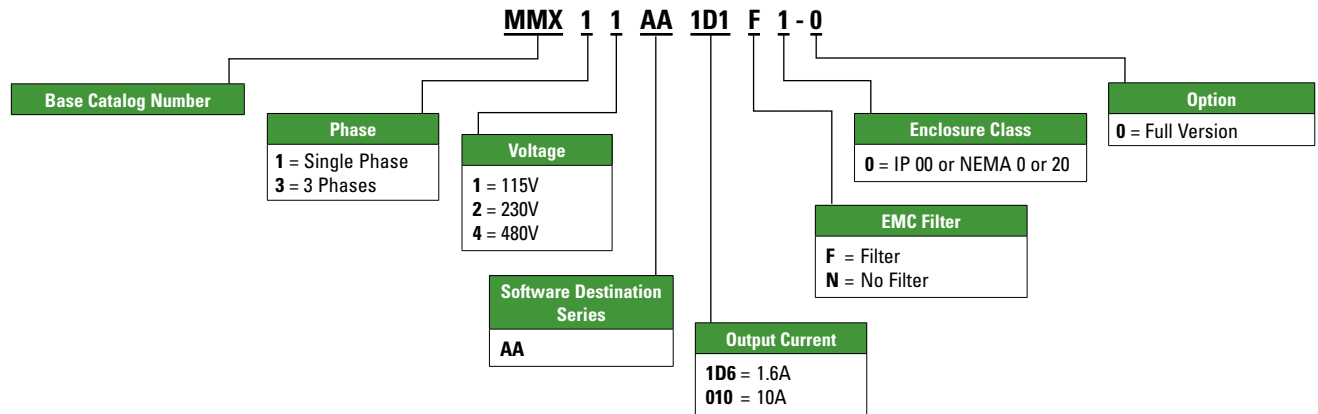 MMX 1 1 AA 1D1 F 1 - 0
Base Catalog Number
Phase
1 = Single Phase
3 = 3 Phases
Voltage
1 = 115V
2 = 230V
4 = 480V
Software Destination
Series
AA
Output Current
1D6 = 1.6A
010 = 10A
EMC Filter
F = Filter
N = No Filter
Enclosure Class
0 = IP 00 or NEMA 0 or 20
Option
0 = Full Version